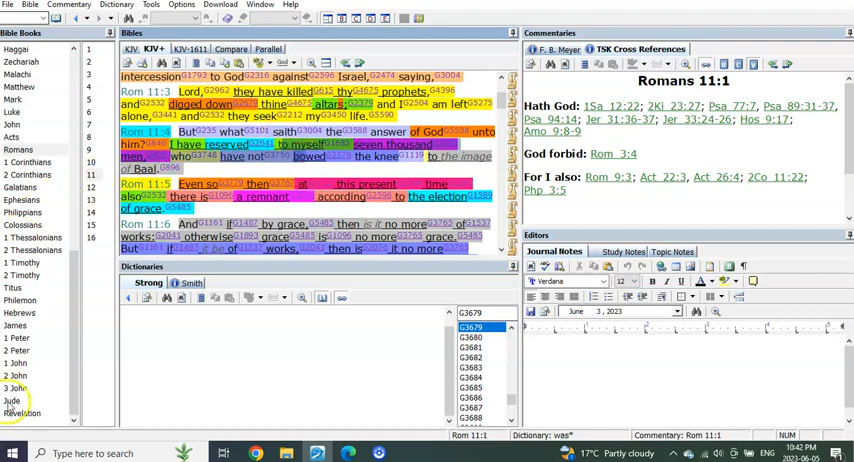 File Bible Commentary Dictionary Tools Options Download Window Help
Bible Books
Haggai
Zechariah
Malachi
Matthew
Mark
Luke
John
Acts
Romans
1 Corinthians
2 Corinthians
Galatians
Ephesians
Philippians
Colossians
1 Thessalonians
2 Thessalonians
1 Timothy
2 Timothy
Titus
Philemon
Hebrews
James
1 Peter
2 Peter
1 John
2 John
3 John
Jude
Revelation
1
2
3
4
5
6
7
8
9
10
11
12
13
14
15
16
Bibles
KJV KJV+ KJV-1611 Compare Parallel
intercession G1793 to God G2316 against G2596 Israel, G2474 saying, G3004
Rom 11:3 Lord, G2962 they have killed G615 thy G4675 prophets, G4396
and G2532 digged down G2679 thine G4675 altars; G2379 and I G2504 am left G5275
alone, G3441 and G2532 they seek G2212 my G3450 life. G5590
Rom 11:4 But G235 what G5101 saith G3004 the G3588 answer G5538 of God unto
him? G846 I have reserved G2641 to myself G1683 seven thousand G2035
men, G435 who G3748 have not G3756 bowed G2578 the knee G1119 to the image
of Baal. G896
Rom 11:5 Even so G3779 then G3767 at this present time
also G2532 there is G1096 a remnant G3005 according G2596 to the election G1589
of grace. G5485
Rom 11:6 And G1161 if G1487 by grace, G5485 then is it no more G3765 of G1537
works: G2041 otherwise G1893 grace G5485 is G1096 no more G3765 grace. G5485
But G1161 if G1487 it be of G1537 works, G2041 then is G2076 it no more G3765
Dictionaries
Strong Smith
G3679
G3679
G3680
G3681
G3682
G3683
G3684
G3685
G3686
G3687
G3688
Commentaries
F. B. Meyer TSK Cross References
Romans 11:1
Hath God: 1Sa 12:22; 2Ki 23:27; Psa 77:7, Psa 89:31-37,
Psa 94:14; Jer 31:36-37, Jer 33:24-26; Hos 9:17;
Amo 9:8-9
God forbid: Rom 3:4
For I also: Rom 9:3; Act 22:3, Act 26:4; 2Co 11:22;
Php 3:5
Editors
Journal Notes Study Notes Topic Notes
Verdana 12 B I U A
June 3, 2023
1 2 3 4 5
Rom 11:1 Dictionary: was* Commentary: Rom 11:1 NUM
Type here to search
17°C Partly cloudy
ENG
10:42 PM
2023-06-05